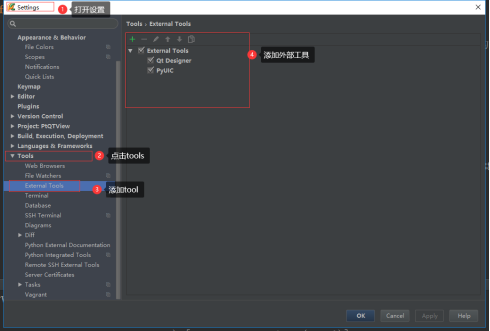 Settings
1 打开设置
Tools › External Tools
Appearance & Behavior
File Colors
Scopes
Notifications
Quick Lists
Keymap
Editor
Plugins
Version Control
Project: PtQTView
Build, Execution, Deployment
Languages & Frameworks
Tools
2 点击tools
Web Browsers
File Watchers
External Tools
3 添加tool
Terminal
Database
SSH Terminal
Diagrams
Diff
Python External Documentation
Python Integrated Tools
Remote SSH External Tools
Server Certificates
Tasks
Vagrant
External Tools
Qt Designer
PyUIC
4 添加外部工具
OK
Cancel
Apply
Help